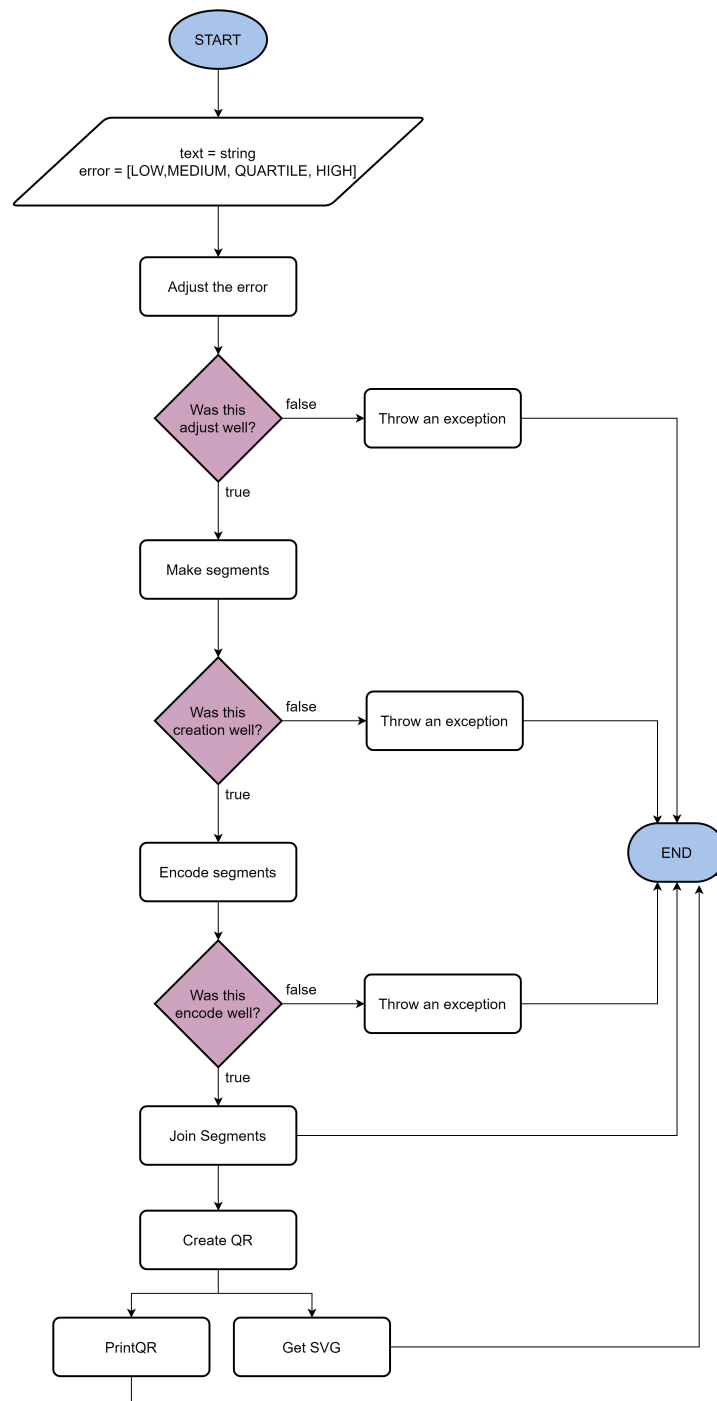 START
text = string
error = [LOW,MEDIUM, QUARTILE, HIGH]
Adjust the error
Was this
adjust well?
false
Throw an exception
true
Make segments
Was this
creation well?
false
Throw an exception
true
END
Encode segments
Was this
encode well?
false
Throw an exception
true
Join Segments
Create QR
PrintQR
Get SVG